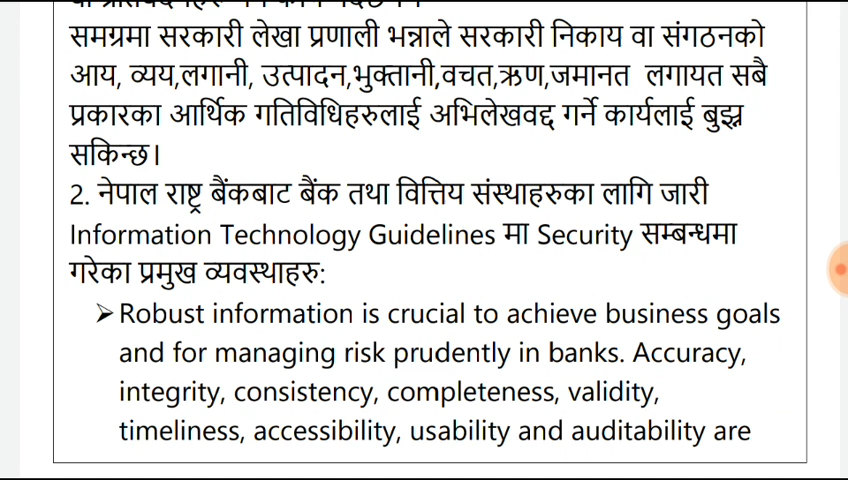 समग्रमा सरकारी लेखा प्रणाली भन्नाले सरकारी निकाय वा संगठनको
आय, व्यय,लगानी, उत्पादन,भुक्तानी,वचत,ऋण,जमानत लगायत सबै
प्रकारका आर्थिक गतिविधिहरुलाई अभिलेखवद्द गर्ने कार्यलाई बुझ्न
सकिन्छ।
2. नेपाल राष्ट्र बैंकबाट बैंक तथा वित्तिय संस्थाहरुका लागि जारी
Information Technology Guidelines मा Security सम्बन्धमा
गरेका प्रमुख व्यवस्थाहरु:
➢ Robust information is crucial to achieve business goals
and for managing risk prudently in banks. Accuracy,
integrity, consistency, completeness, validity,
timeliness, accessibility, usability and auditability are